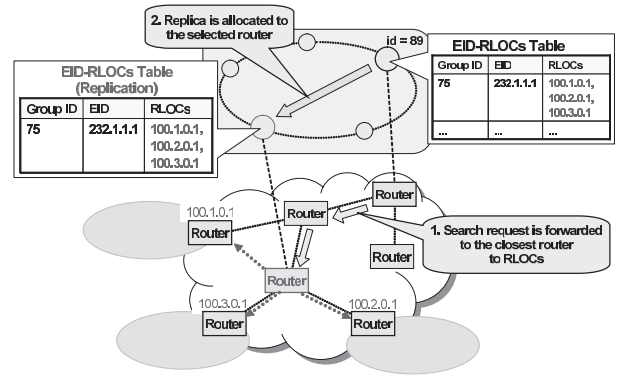 2. Replica is allocated to
the selected router
id = 89
EID-RLOCs Table
Group ID EID RLOCs
75 232.1.1.1 100.1.0.1,
100.2.0.1,
100.3.0.1
... ... ...
EID-RLOCs Table
(Replication)
Group ID EID RLOCs
75 232.1.1.1 100.1.0.1,
100.2.0.1,
100.3.0.1
Router
100.1.0.1
Router
Router
1. Search request is forwarded
to the closest router
to RLOCs
Router
Router
100.3.0.1
Router
100.2.0.1
Router